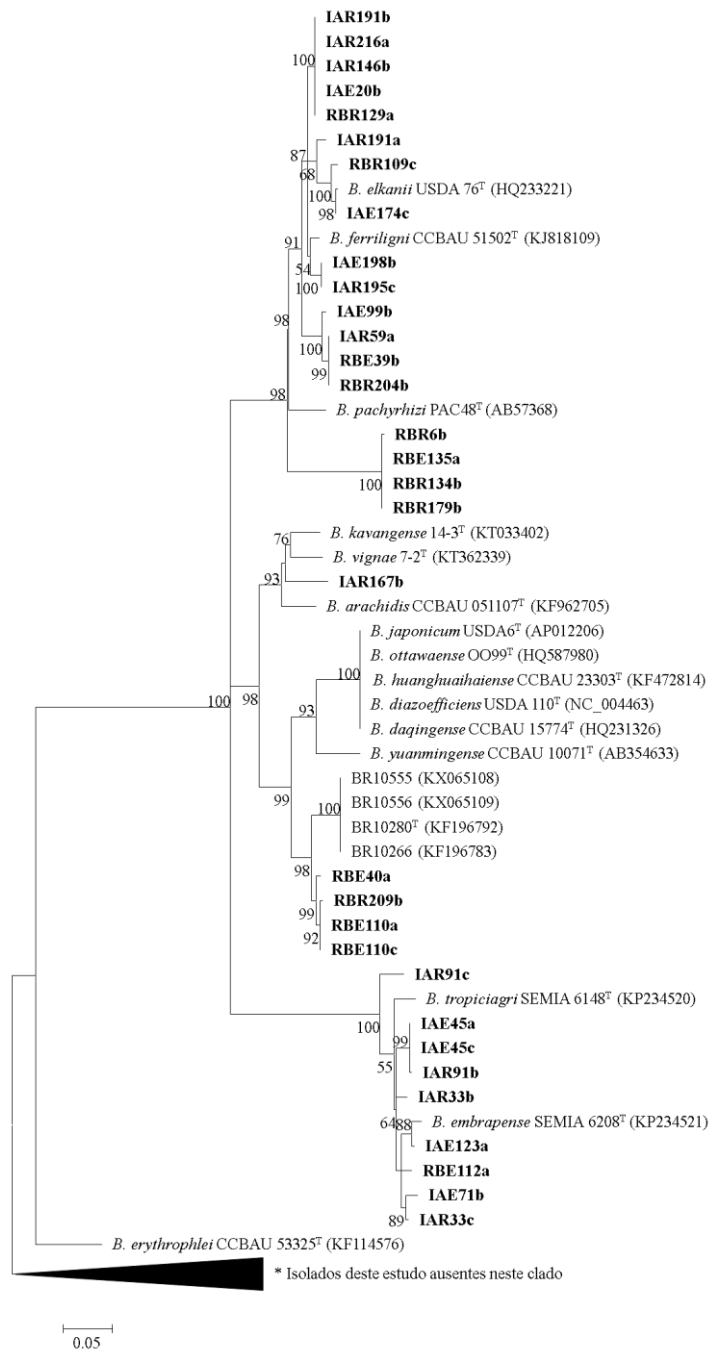 IAR191b
IAR216a
100
IAR146b
IAE20b
RBR129a
IAR191a
87
RBR109c
68
B. elkanii USDA 76ᵀ (HQ233221)
100
98
IAE174c
B. ferriligni CCBAU 51502ᵀ (KJ818109)
91
IAE198b
54
IAR195c
100
IAE99b
98
IAR59a
100
RBE39b
99
RBR204b
98
B. pachyrhizi PAC48ᵀ (AB57368)
RBR6b
RBE135a
RBR134b
100
RBR179b
B. kavangense 14-3ᵀ (KT033402)
76
B. vignae 7-2ᵀ (KT362339)
93
IAR167b
B. arachidis CCBAU 051107ᵀ (KF962705)
B. japonicum USDA6ᵀ (AP012206)
B. ottawaense OO99ᵀ (HQ587980)
100
B. huanghuaihaiense CCBAU 23303ᵀ (KF472814)
100
98
B. diazoefficiens USDA 110ᵀ (NC_004463)
93
B. daqingense CCBAU 15774ᵀ (HQ231326)
B. yuanmingense CCBAU 10071ᵀ (AB354633)
BR10555 (KX065108)
99
BR10556 (KX065109)
100
BR10280ᵀ (KF196792)
BR10266 (KF196783)
98
RBE40a
RBR209b
99
RBE110a
92
RBE110c
IAR91c
B. tropiciagri SEMIA 6148ᵀ (KP234520)
100
IAE45a
99
IAE45c
55
IAR91b
IAR33b
64
88
B. embrapense SEMIA 6208ᵀ (KP234521)
IAE123a
RBE112a
IAE71b
89
IAR33c
B. erythrophlei CCBAU 53325ᵀ (KF114576)
* Isolados deste estudo ausentes neste clado
0.05